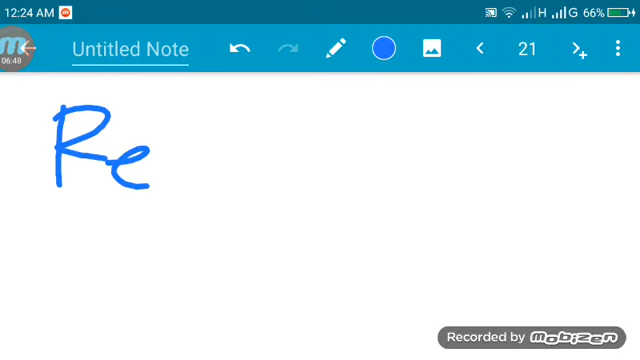 12:24 AM H G 66%
06:48 Untitled Note 21
Re
Recorded by mobizen